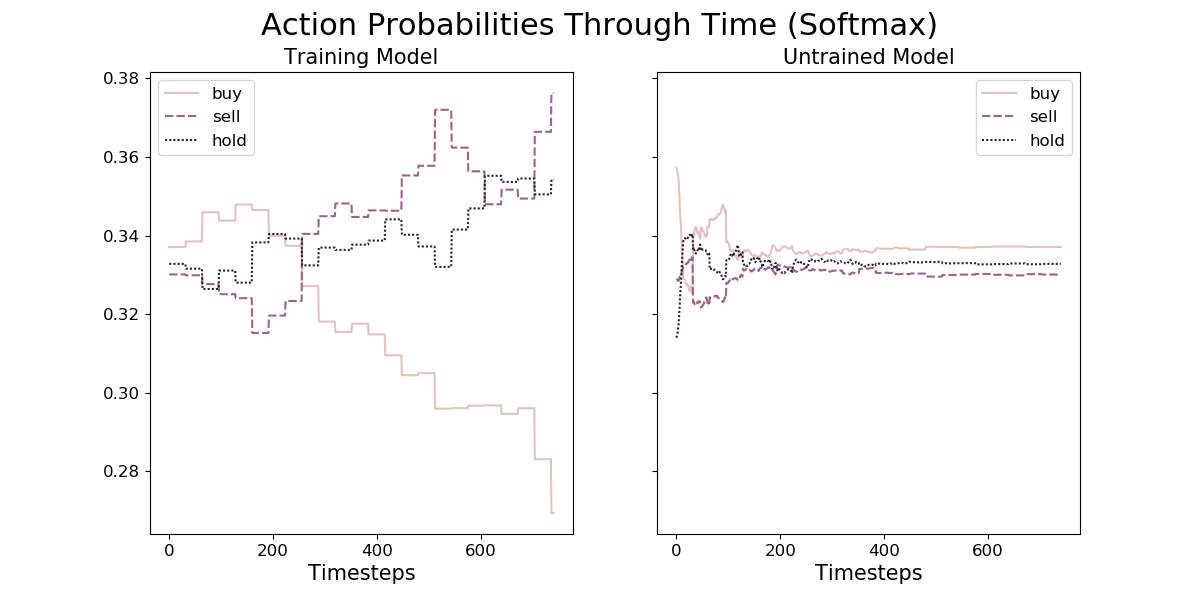 Action Probabilities Through Time (Softmax)
Training Model
Untrained Model
0.38
0.36
0.34
0.32
0.30
0.28
buy
sell
hold
buy
sell
hold
0 200 400 600
0 200 400 600
Timesteps
Timesteps